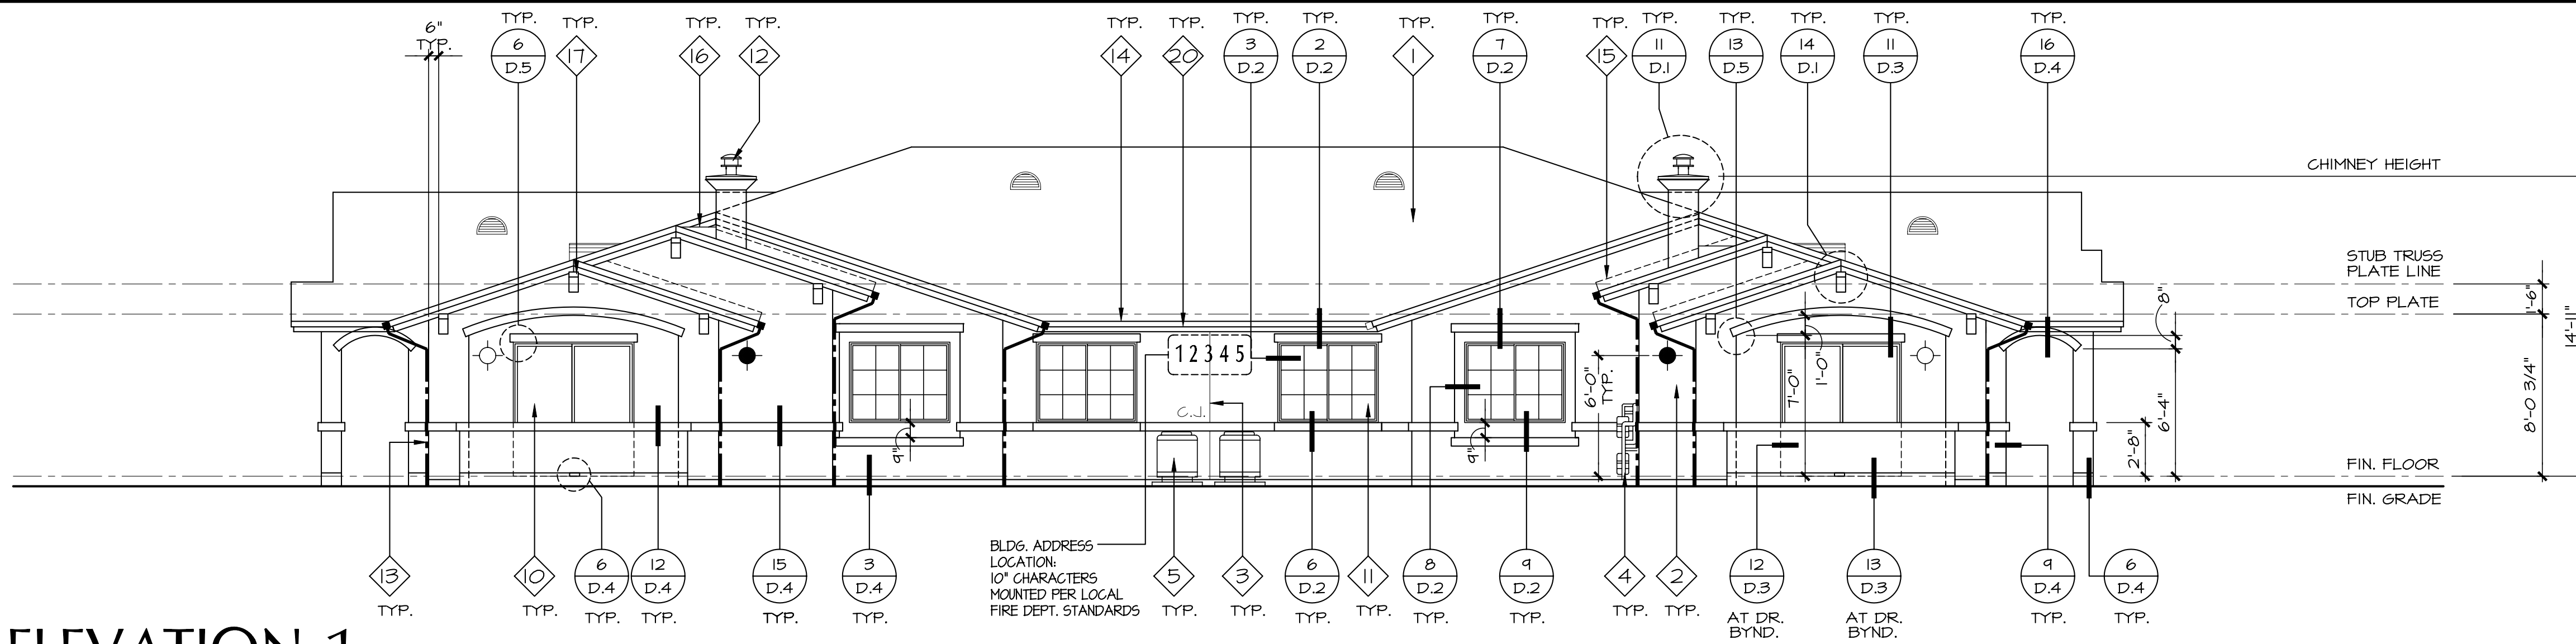 6"
TYP.
TYP.
6
D.5
TYP.
17
TYP.
16
TYP.
12
TYP.
14
TYP.
20
TYP.
3
D.2
TYP.
2
D.2
TYP.
1
TYP.
7
D.2
TYP.
15
TYP.
11
D.1
TYP.
13
D.5
TYP.
14
D.1
TYP.
11
D.3
TYP.
16
D.4
CHIMNEY HEIGHT
STUB TRUSS
PLATE LINE
TOP PLATE
1'-6"
8"
14'-11"
12345
C.J.
6'-0"
TYP.
7'-0"
1'-0"
9"
9"
2'-8"
6'-4"
8'-0 3/4"
FIN. FLOOR
FIN. GRADE
13
TYP.
10
TYP.
6
D.4
TYP.
12
D.4
TYP.
15
D.4
TYP.
3
D.4
TYP.
BLDG. ADDRESS
LOCATION:
10" CHARACTERS
MOUNTED PER LOCAL
FIRE DEPT. STANDARDS
5
TYP.
3
TYP.
6
D.2
TYP.
11
TYP.
8
D.2
TYP.
9
D.2
TYP.
4
TYP.
2
TYP.
12
D.3
AT DR.
BYND.
13
D.3
AT DR.
BYND.
9
D.4
TYP.
6
D.4
TYP.
ELEVATION 1